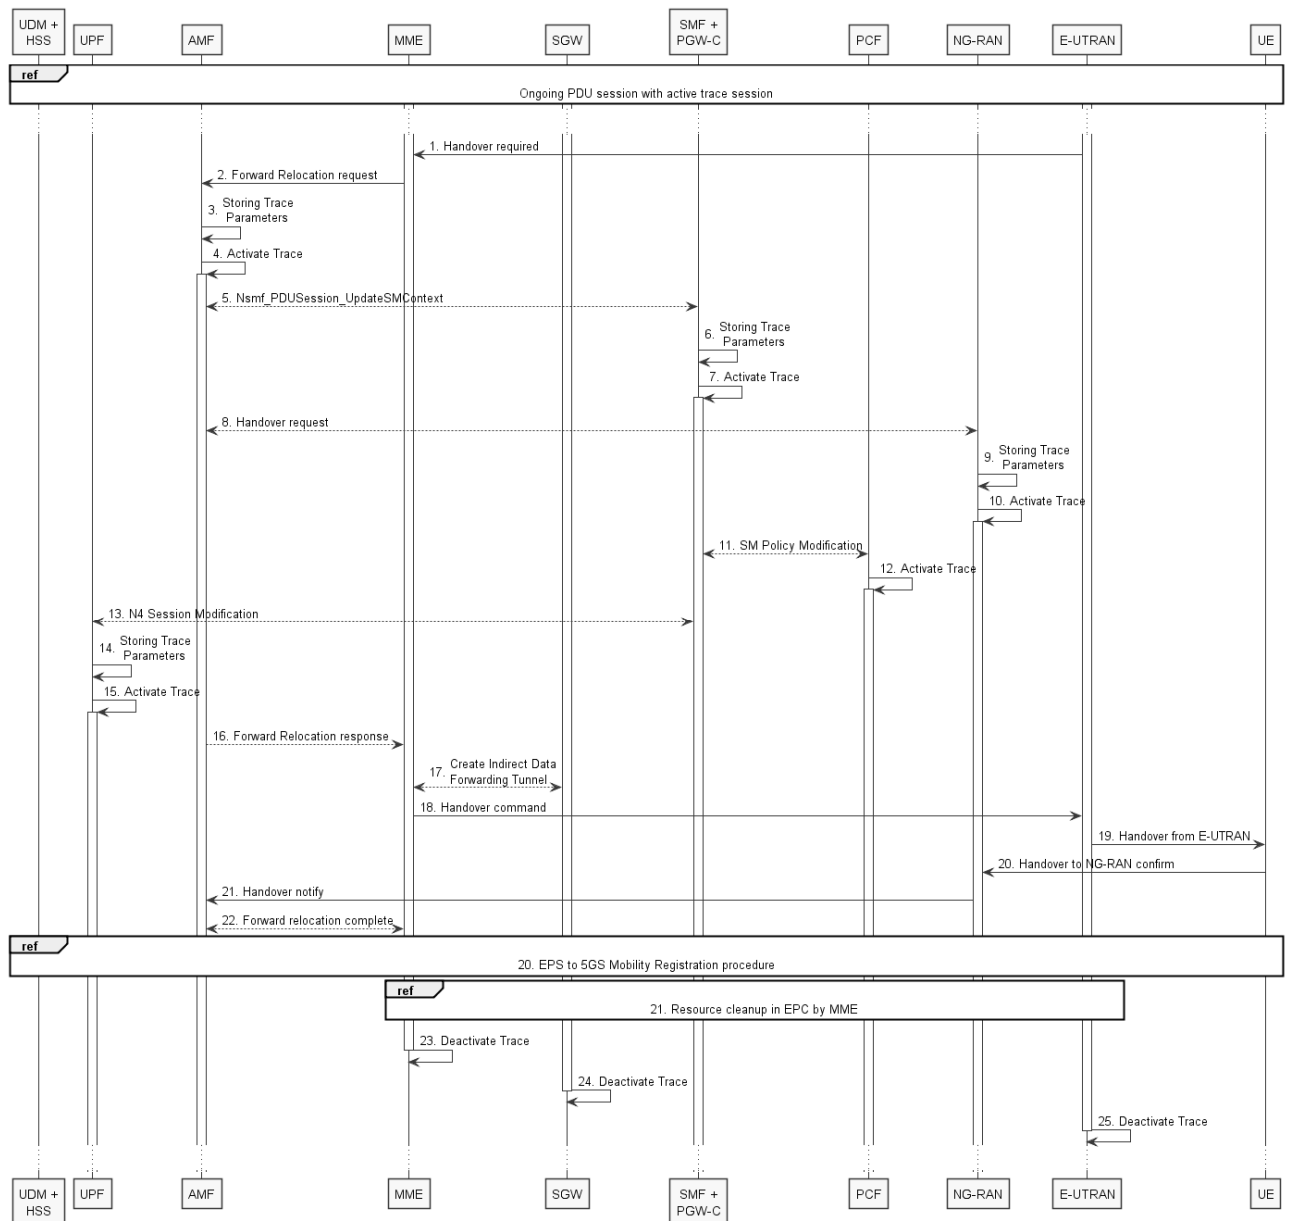 UDM +
HSS
UPF
AMF
MME
SGW
SMF +
PGW-C
PCF
NG-RAN
E-UTRAN
UE
ref
Ongoing PDU session with active trace session
1. Handover required
2. Forward Relocation request
3. Storing Trace
Parameters
4. Activate Trace
5. Nsmf_PDUSession_UpdateSMContext
6. Storing Trace
Parameters
7. Activate Trace
8. Handover request
9. Storing Trace
Parameters
10. Activate Trace
11. SM Policy Modification
12. Activate Trace
13. N4 Session Modification
14. Storing Trace
Parameters
15. Activate Trace
16. Forward Relocation response
17. Create Indirect Data
Forwarding Tunnel
18. Handover command
19. Handover from E-UTRAN
20. Handover to NG-RAN confirm
21. Handover notify
22. Forward relocation complete
ref
20. EPS to 5GS Mobility Registration procedure
ref
21. Resource cleanup in EPC by MME
23. Deactivate Trace
24. Deactivate Trace
25. Deactivate Trace
UDM +
HSS
UPF
AMF
MME
SGW
SMF +
PGW-C
PCF
NG-RAN
E-UTRAN
UE